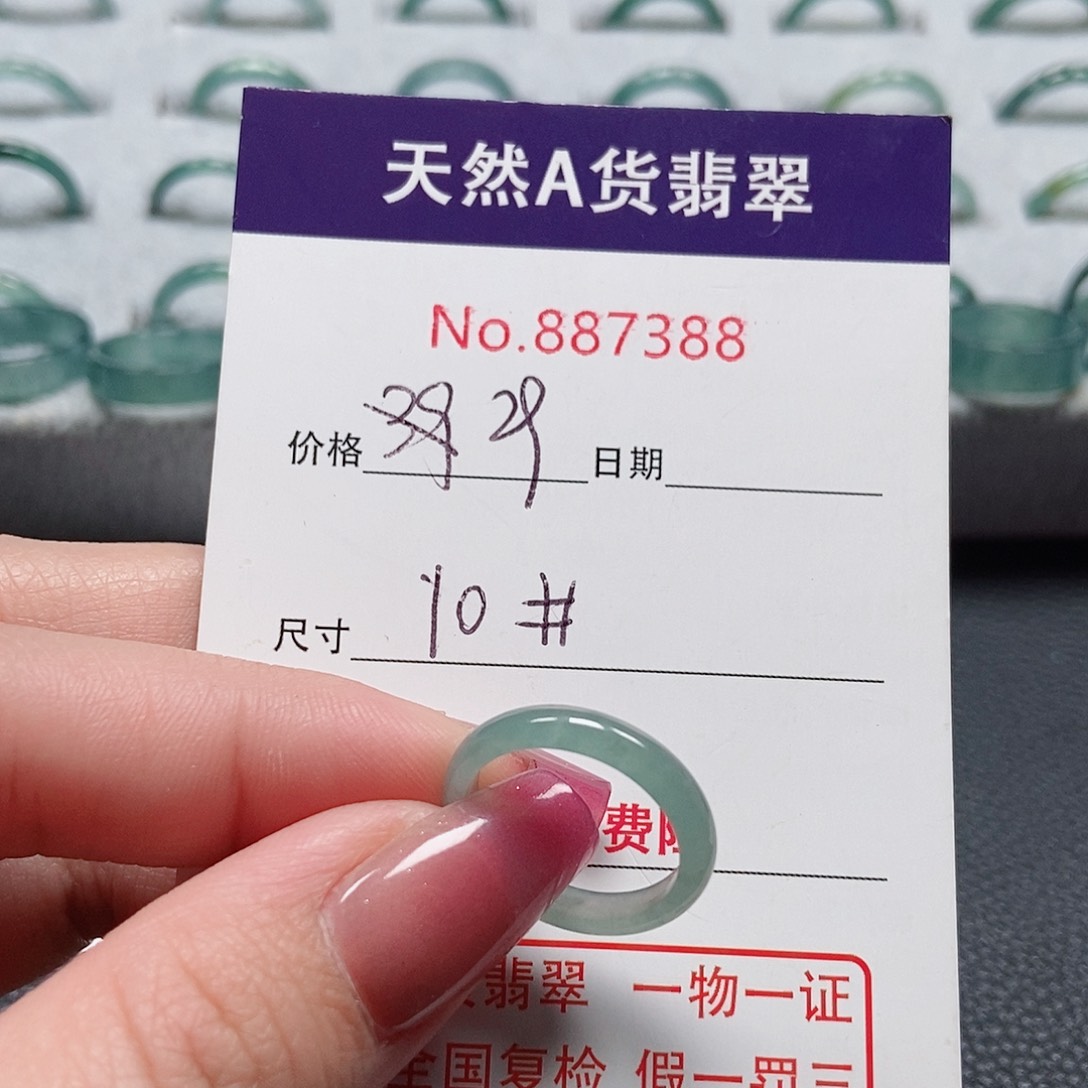 天然A货翡翠
No.887388
价格 29 日期
尺寸 10#
费
翡翠 一物一证
全国复检 假一罚三